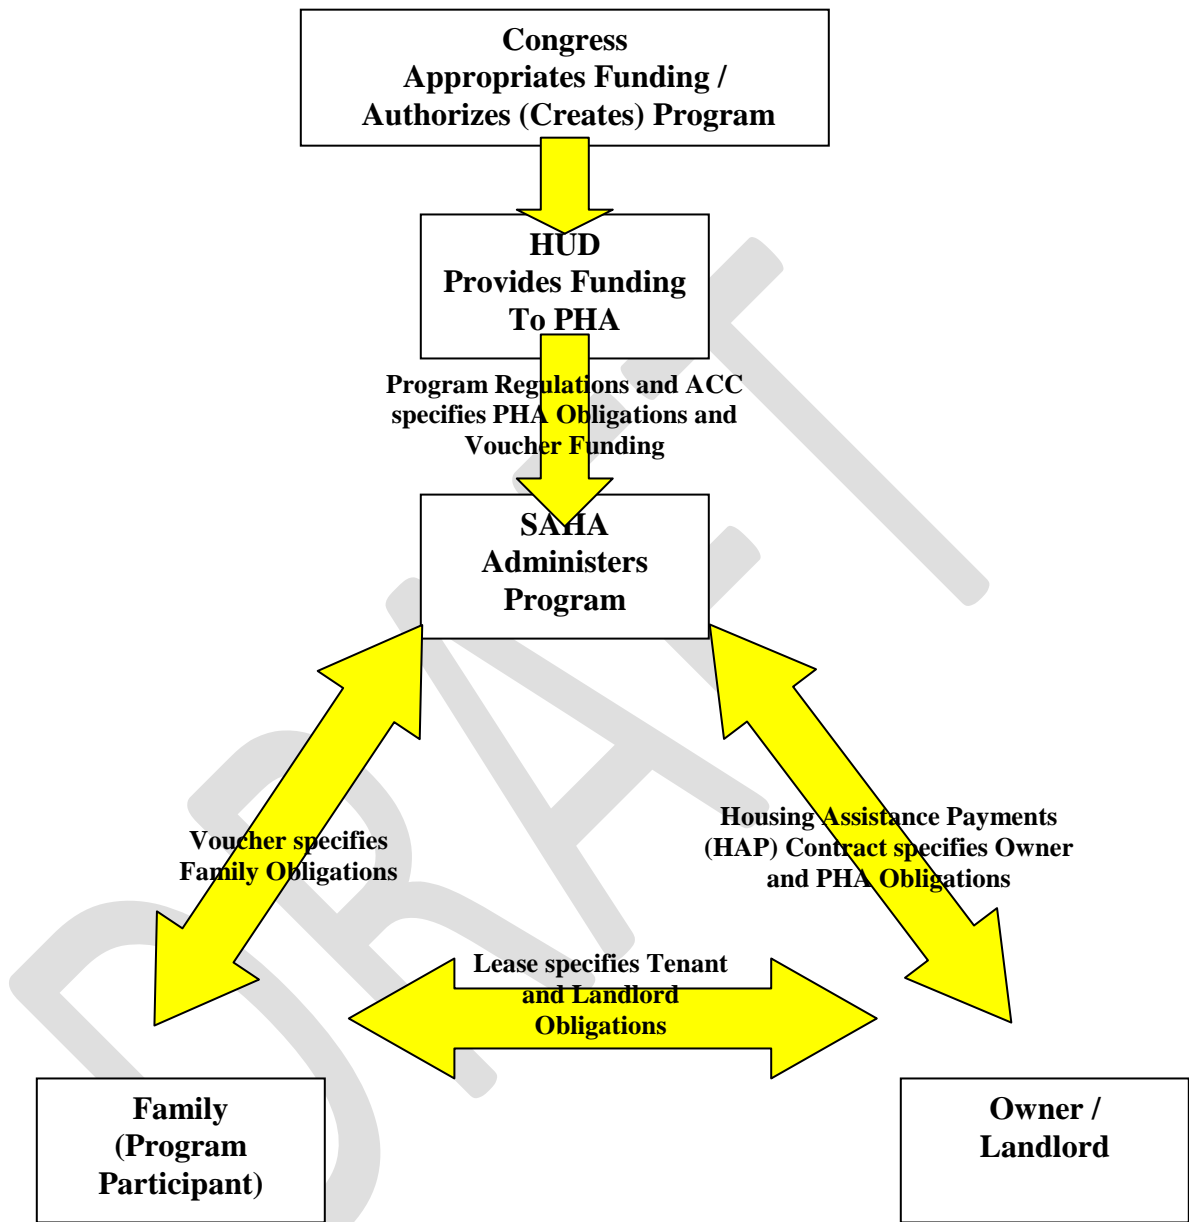 Congress
Appropriates Funding /
Authorizes (Creates) Program
HUD
Provides Funding
To PHA
Program Regulations and ACC
specifies PHA Obligations and
Voucher Funding
SAHA
Administers
Program
Voucher specifies
Family Obligations
Housing Assistance Payments
(HAP) Contract specifies Owner
and PHA Obligations
Lease specifies Tenant
and Landlord
Obligations
Family
(Program
Participant)
Owner /
Landlord
DRAFT